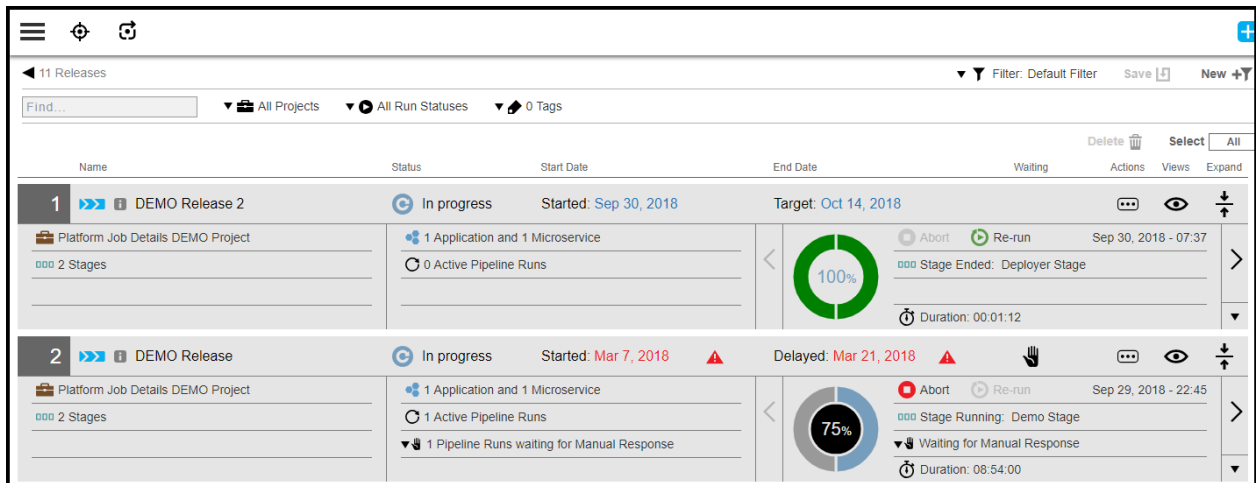 11 Releases
Filter: Default Filter Save New
Find... All Projects All Run Statuses 0 Tags
Delete Select All
Name Status Start Date End Date Waiting Actions Views Expand
1 DEMO Release 2 In progress Started: Sep 30, 2018 Target: Oct 14, 2018
Platform Job Details DEMO Project
2 Stages
1 Application and 1 Microservice
0 Active Pipeline Runs
100%
Abort Re-run Sep 30, 2018 - 07:37
Stage Ended: Deployer Stage
Duration: 00:01:12
2 DEMO Release In progress Started: Mar 7, 2018 Delayed: Mar 21, 2018
Platform Job Details DEMO Project
2 Stages
1 Application and 1 Microservice
1 Active Pipeline Runs
1 Pipeline Runs waiting for Manual Response
75%
Abort Re-run Sep 29, 2018 - 22:45
Stage Running: Demo Stage
Waiting for Manual Response
Duration: 08:54:00